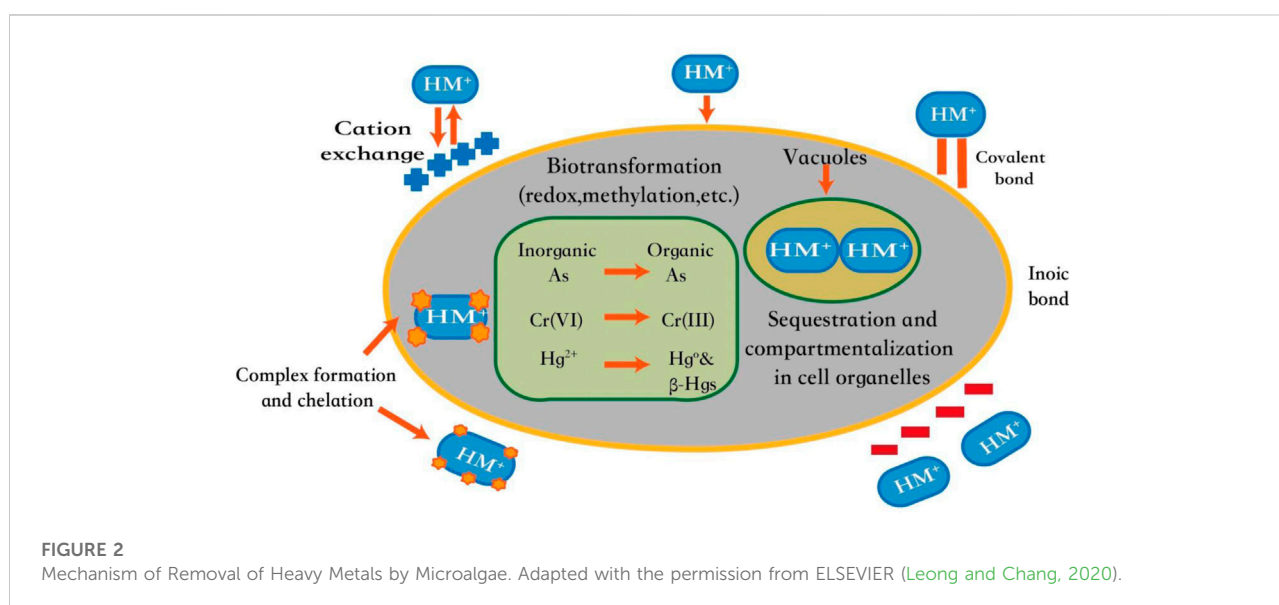 HM⁺
HM⁺
HM⁺
Cation
exchange
Covalent
bond
Biotransformation
(redox,methylation,etc.)
Vacuoles
HM⁺ HM⁺
Inorganic
As
Organic
As
Cr(VI)
Cr(III)
Hg²⁺
Hg⁰&
β-Hgs
Sequestration and
compartmentalization
in cell organelles
Inoic
bond
HM⁺
Complex formation
and chelation
HM⁺
HM⁺
HM⁺
FIGURE 2
Mechanism of Removal of Heavy Metals by Microalgae. Adapted with the permission from ELSEVIER (Leong and Chang, 2020).